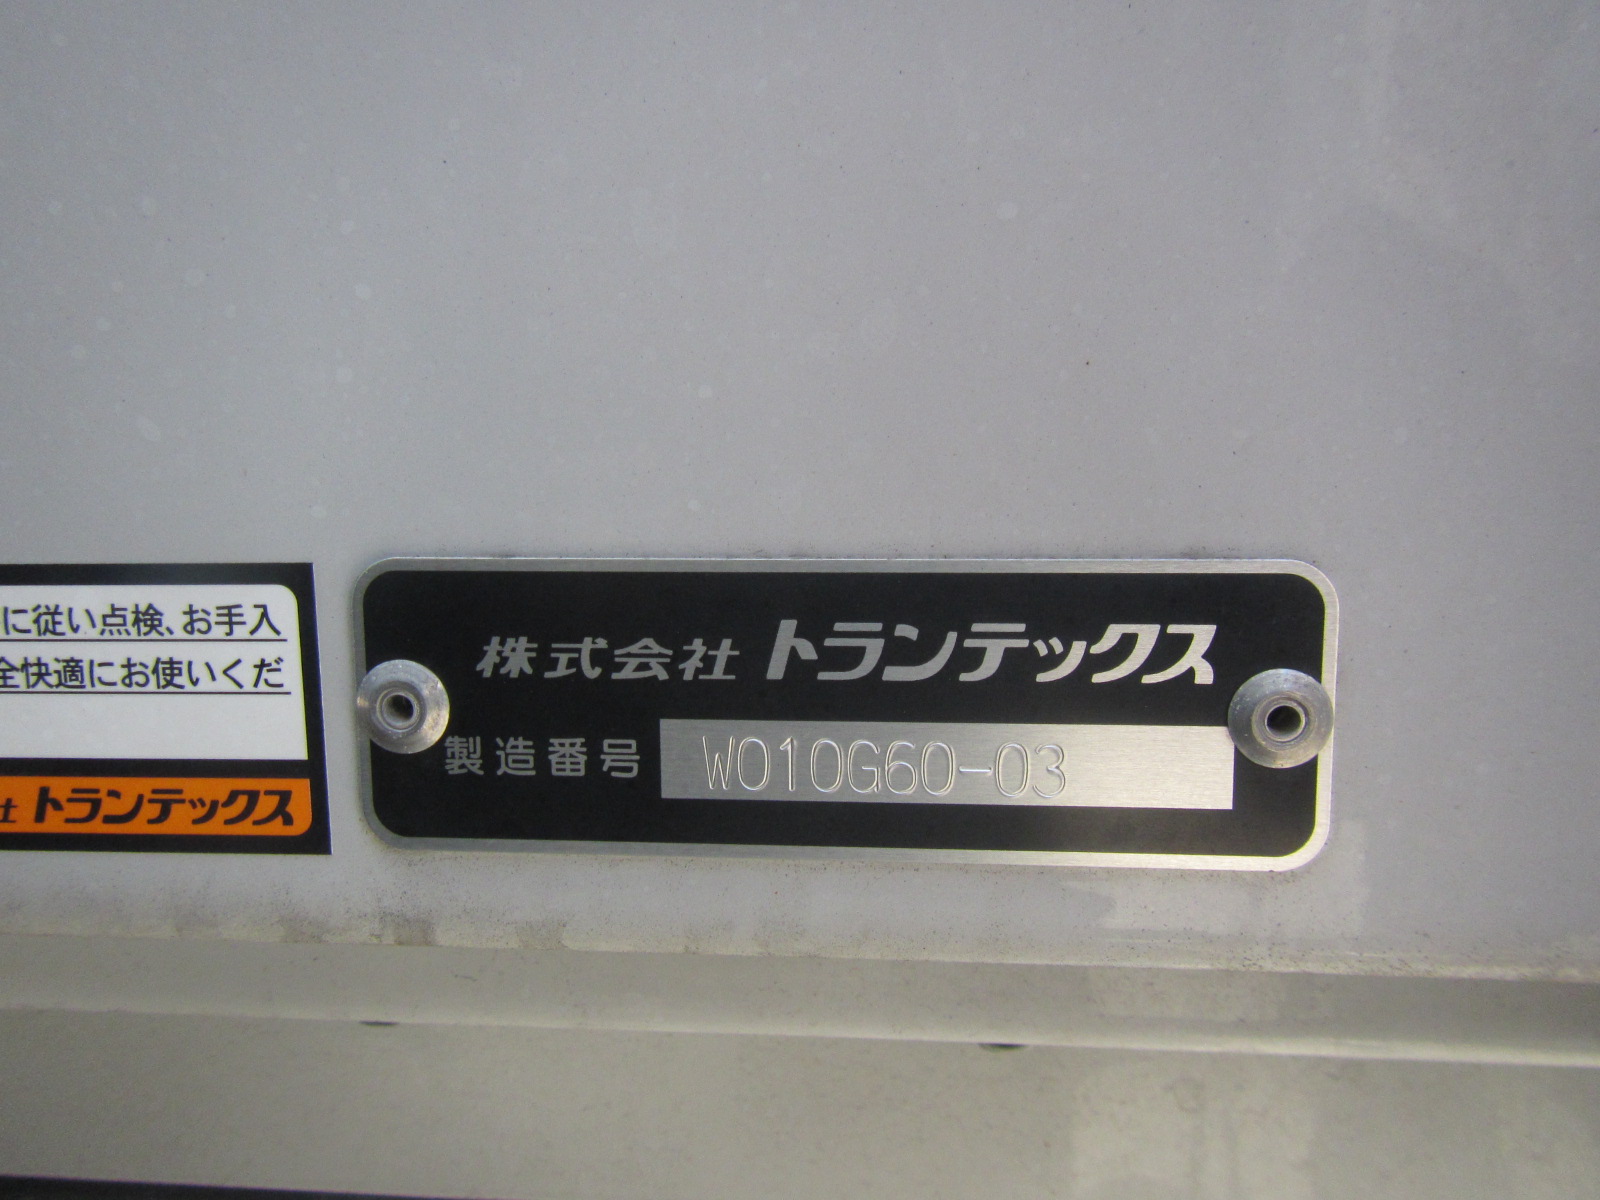 に従い点検、お手入
全快適にお使いくだ
社 トランテックス
株式会社 トランテックス
製造番号 W010G60-03